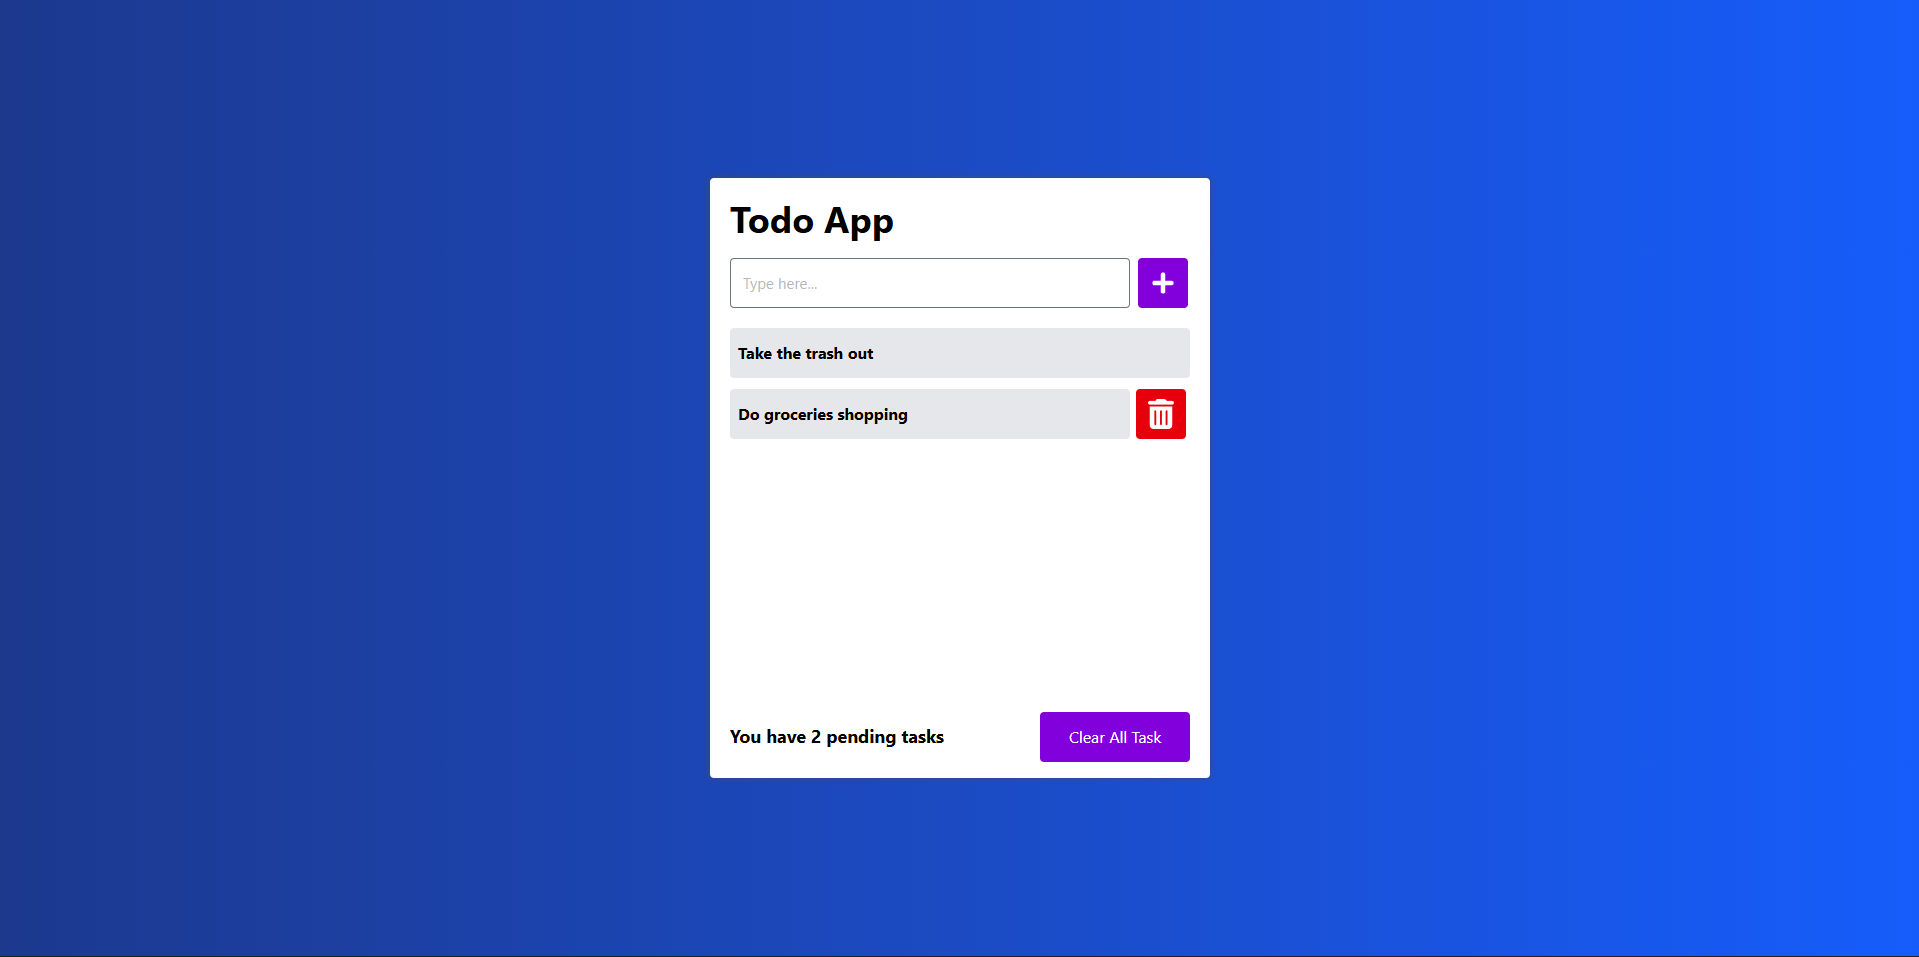 Todo App
Type here...
Take the trash out
Do groceries shopping
You have 2 pending tasks
Clear All Task